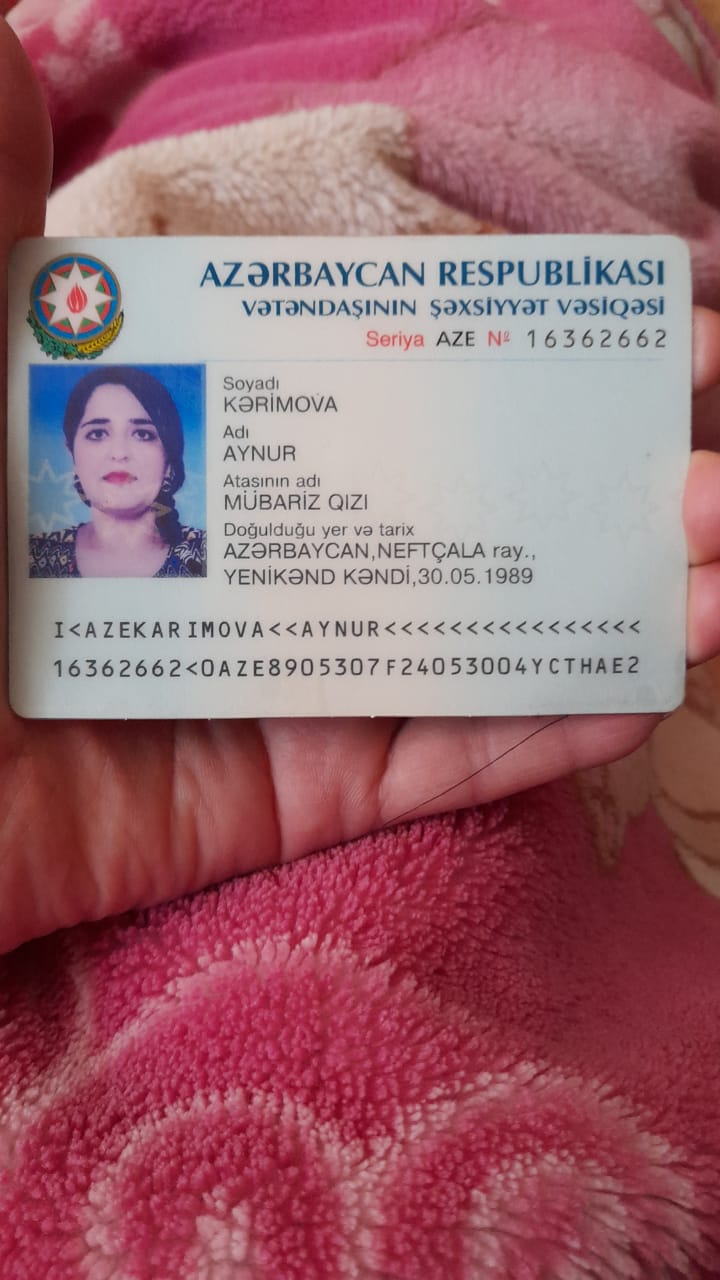 AZƏRBAYCAN RESPUBLİKASI
VƏTƏNDAŞININ ŞƏXSİYYƏT VƏSİQƏSİ
Seriya AZE № 16362662
Soyadı
KƏRİMOVA
Adı
AYNUR
Atasının adı
MÜBARİZ QIZI
Doğulduğu yer və tarix
AZƏRBAYCAN,NEFTÇALA ray.,
YENİKƏND KƏNDİ,30.05.1989
I<AZEKARIMOVA<<AYNUR<<<<<<<<<<<<<<<<
16362662<0AZE8905307F24053004YCTHAE2